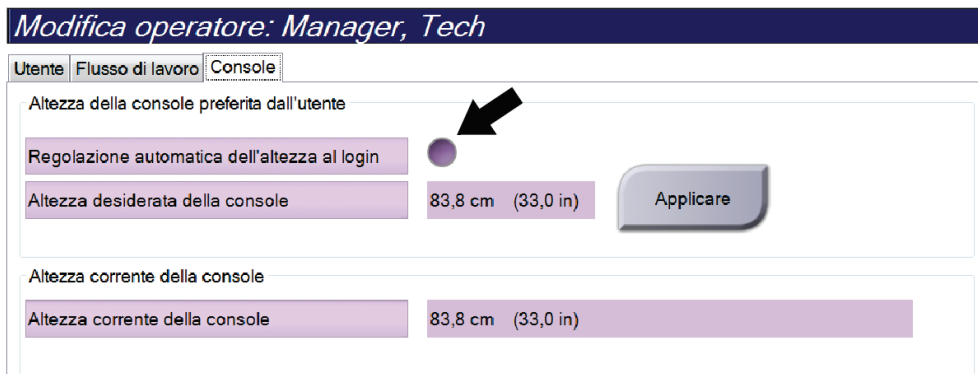 Modifica operatore: Manager, Tech
Utente Flusso di lavoro Console
Altezza della console preferita dall'utente
Regolazione automatica dell'altezza al login
Altezza desiderata della console 83,8 cm (33,0 in) Applicare
Altezza corrente della console
Altezza corrente della console 83,8 cm (33,0 in)